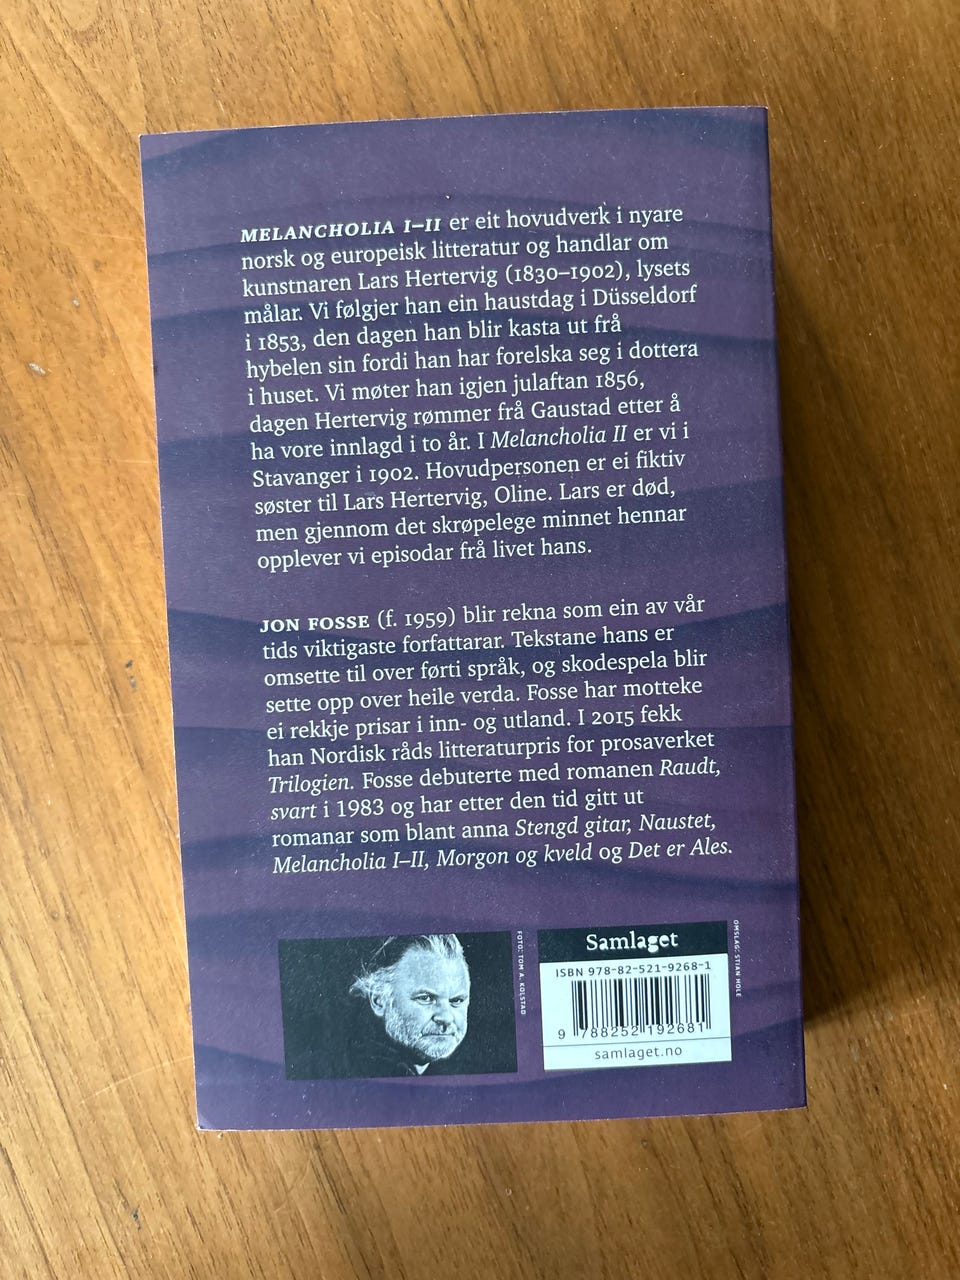 MELANCHOLIA I–II er eit hovudverk i nyare
norsk og europeisk litteratur og handlar om
kunstnaren Lars Hertervig (1830–1902), lysets
målar. Vi følgjer han ein haustdag i Düsseldorf
i 1853, den dagen han blir kasta ut frå
hybelen sin fordi han har forelska seg i dottera
i huset. Vi møter han igjen julaftan 1856,
dagen Hertervig rømmer frå Gaustad etter å
ha vore innlagd i to år. I Melancholia II er vi i
Stavanger i 1902. Hovudpersonen er ei fiktiv
søster til Lars Hertervig, Oline. Lars er død,
men gjennom det skrøpelege minnet hennar
opplever vi episodar frå livet hans.
JON FOSSE (f. 1959) blir rekna som ein av vår
tids viktigaste forfattarar. Tekstane hans er
omsette til over førti språk, og skodespela blir
sette opp over heile verda. Fosse har motteke
ei rekkje prisar i inn- og utland. I 2015 fekk
han Nordisk råds litteraturpris for prosaverket
Trilogien. Fosse debuterte med romanen Raudt,
svart i 1983 og har etter den tid gitt ut
romanar som blant anna Stengd gitar, Naustet,
Melancholia I–II, Morgon og kveld og Det er Ales.
FOTO: TOM A. KOLSTAD
Samlaget
ISBN 978-82-521-9268-1
9 788252 192681
samlaget.no
OMSLAG: STIAN HOLE